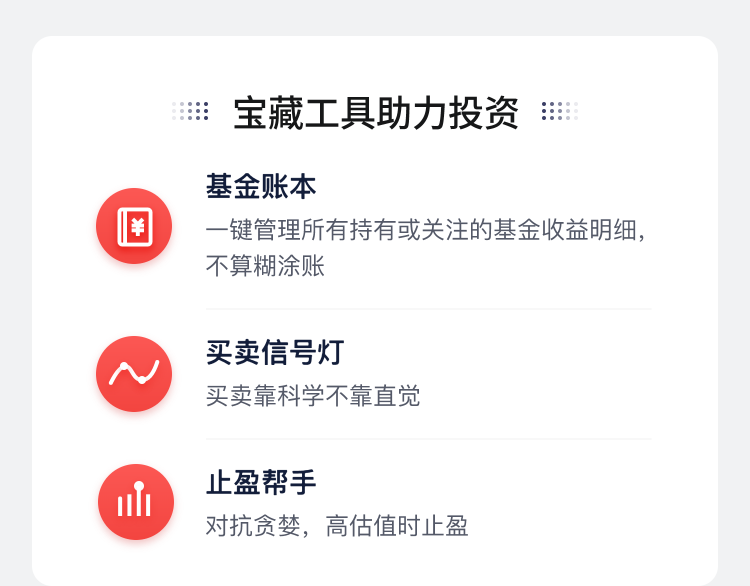 宝藏工具助力投资
基金账本
一键管理所有持有或关注的基金收益明细，
不算糊涂账
买卖信号灯
买卖靠科学不靠直觉
止盈帮手
对抗贪婪，高估值时止盈